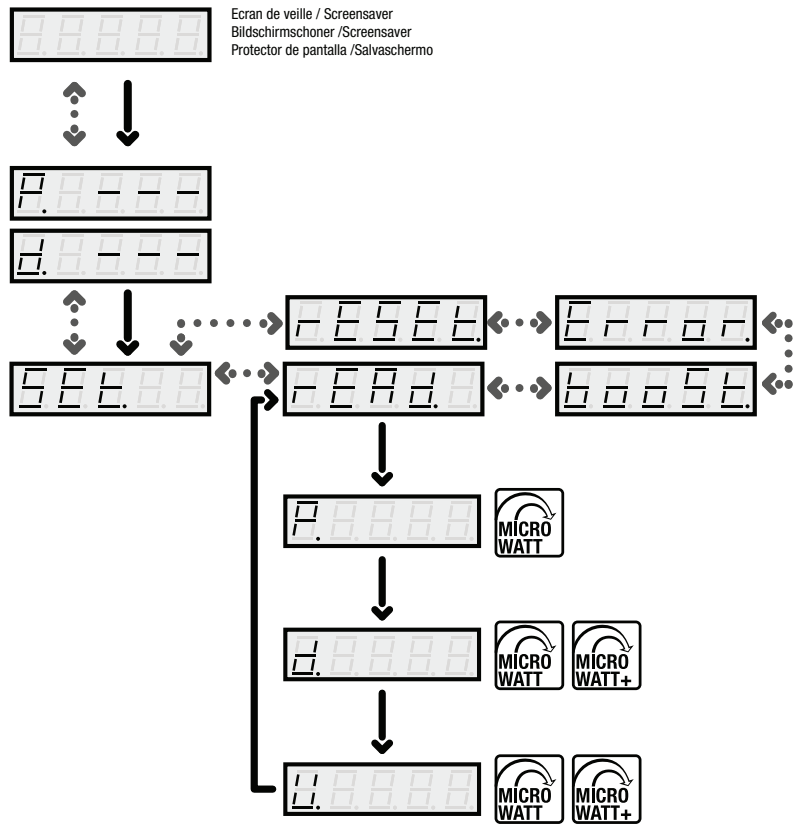 Ecran de veille / Screensaver
Bildschirmschoner /Screensaver
Protector de pantalla /Salvaschermo
P. - - -
d. - - -
rESEt.
Error.
SEt.
rEAd.
bonSt.
P.
MICRO
WATT
d.
MICRO
WATT
MICRO
WATT+
U.
MICRO
WATT
MICRO
WATT+